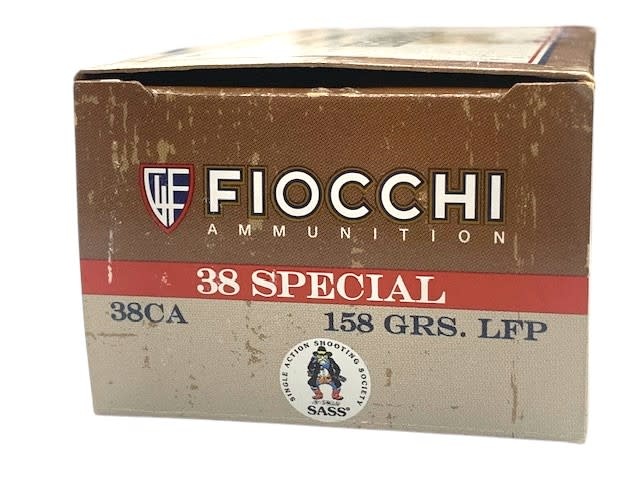 FIOCCHI
AMMUNITION
38 SPECIAL
38CA
158 GRS. LFP
SINGLE ACTION SHOOTING SOCIETY
SASS®